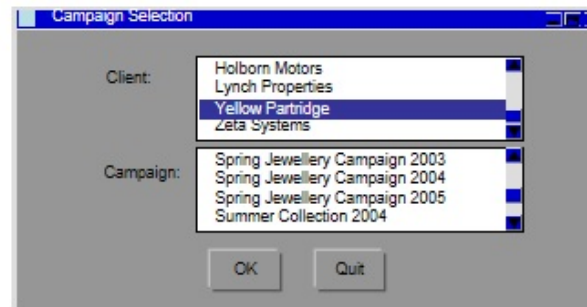 Campaign Selection
Client:
Holborn Motors
Lynch Properties
Yellow Partridge
Zeta Systems
Campaign:
Spring Jewellery Campaign 2003
Spring Jewellery Campaign 2004
Spring Jewellery Campaign 2005
Summer Collection 2004
OK Quit